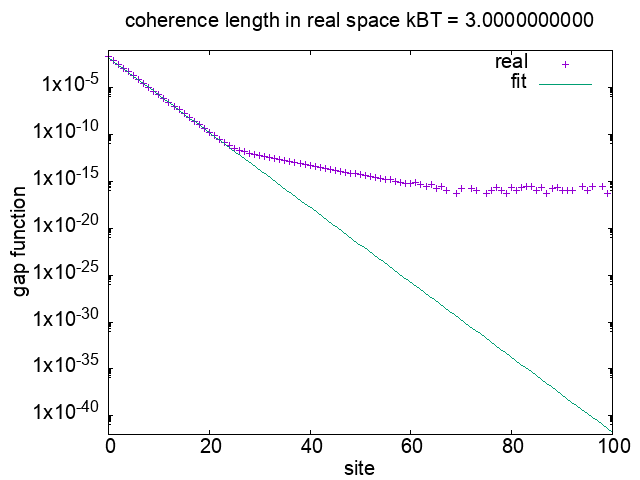 coherence length in real space kBT = 3.0000000000
real
fit
1x10-5
1x10-10
1x10-15
1x10-20
1x10-25
1x10-30
1x10-35
1x10-40
gap function
0 20 40 60 80 100
site